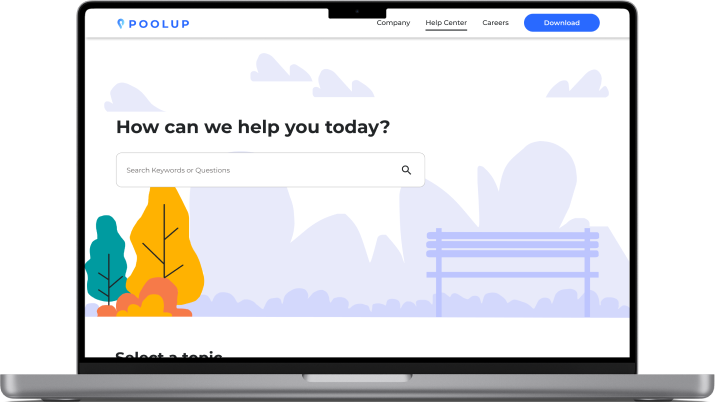 POOLUP
Company
Help Center
Careers
Download
How can we help you today?
Search Keywords or Questions
Select a topic